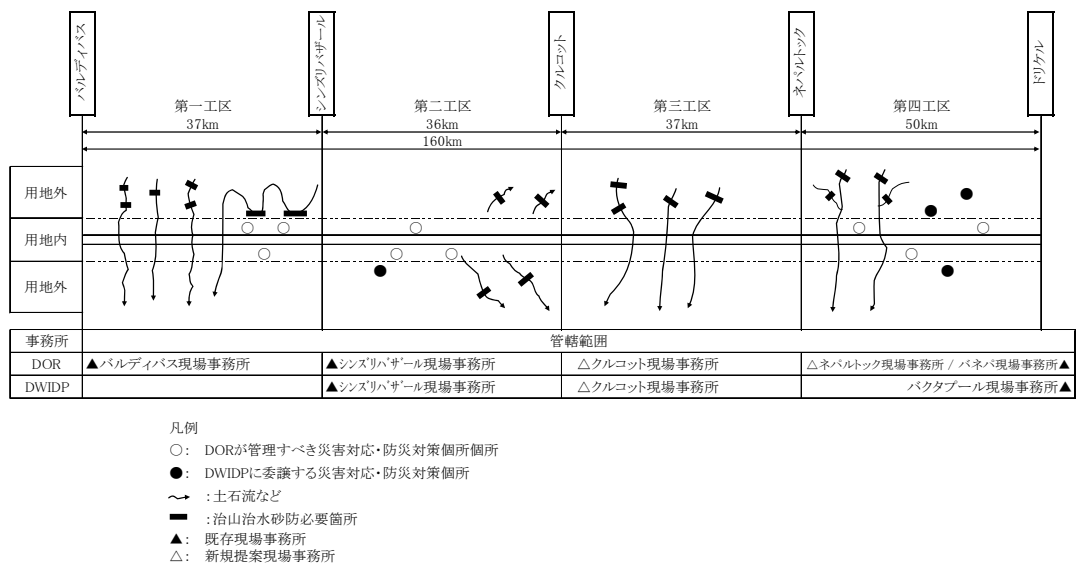 バルディバス
シンズリバザール
クルコット
ネパルトック
ドリケル
第一工区
第二工区
第三工区
第四工区
37km
36km
37km
50km
160km
用地外
用地内
用地外
事務所
管轄範囲
DOR
▲バルディバス現場事務所
▲シンズリバザール現場事務所
△クルコット現場事務所
△ネパルトック現場事務所 / バネパ現場事務所▲
DWIDP
▲シンズリバザール現場事務所
△クルコット現場事務所
バクタプール現場事務所▲
凡例
○: DORが管理すべき災害対応・防災対策個所個所
●: DWIDPに委譲する災害対応・防災対策個所
:土石流など
:治山治水砂防必要箇所
▲: 既存現場事務所
△: 新規提案現場事務所